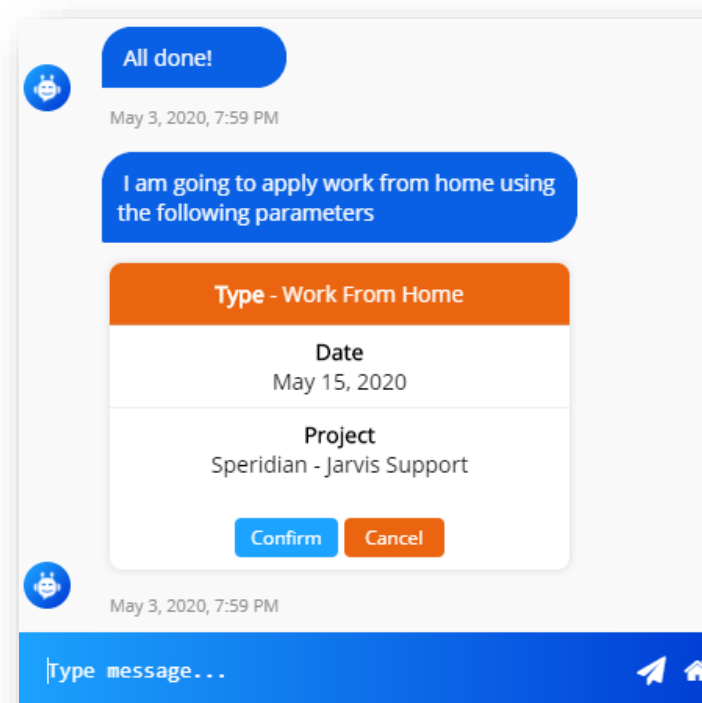 All done!
May 3, 2020, 7:59 PM
I am going to apply work from home using
the following parameters
Type - Work From Home
Date
May 15, 2020
Project
Speridian - Jarvis Support
Confirm Cancel
May 3, 2020, 7:59 PM
Type message...